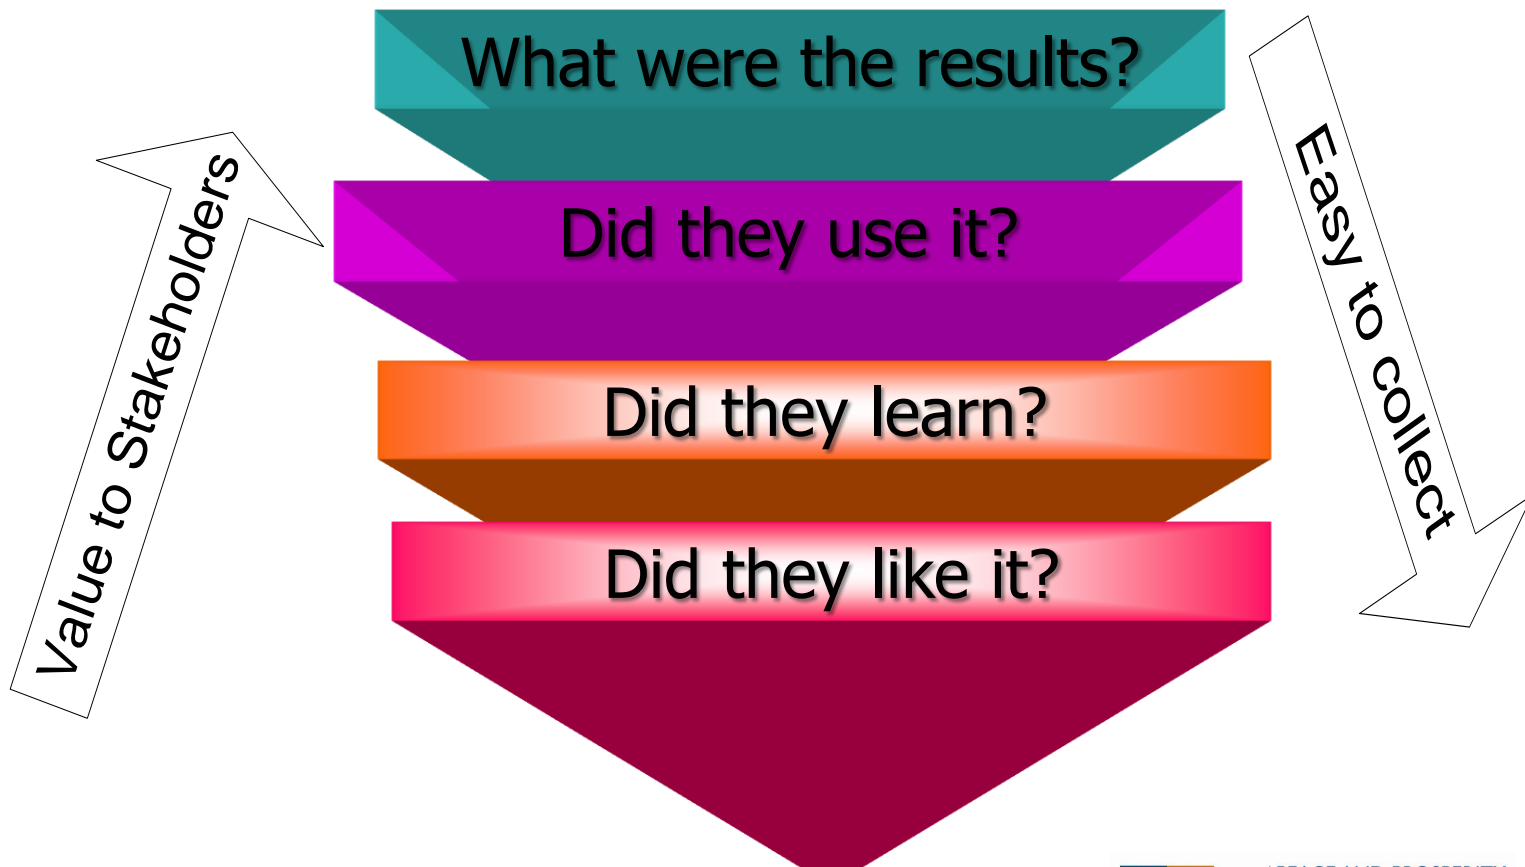 What were the results?
Did they use it?
Did they learn?
Did they like it?
Value to Stakeholders
Easy to collect